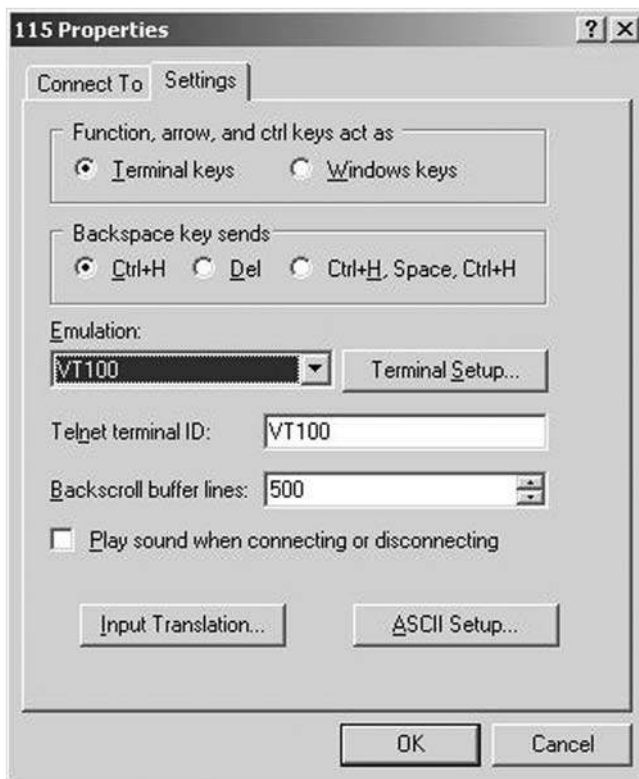 115 Properties
Connect To Settings
Function, arrow, and ctrl keys act as
Terminal keys Windows keys
Backspace key sends
Ctrl+H Del Ctrl+H, Space, Ctrl+H
Emulation:
VT100 Terminal Setup...
Telnet terminal ID: VT100
Backscroll buffer lines: 500
Play sound when connecting or disconnecting
Input Translation... ASCII Setup...
OK Cancel